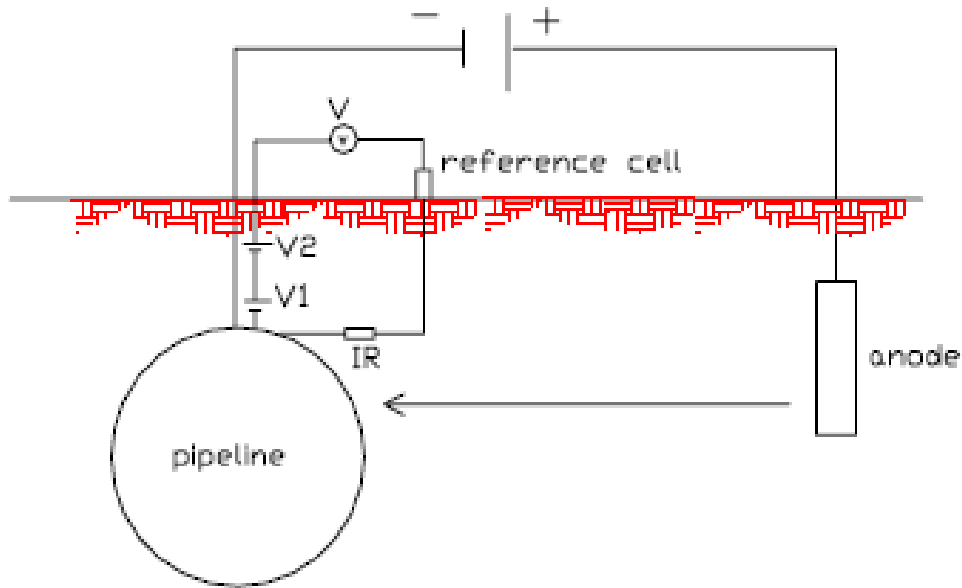 - +
V
reference cell
V2
V1
IR
anode
pipeline